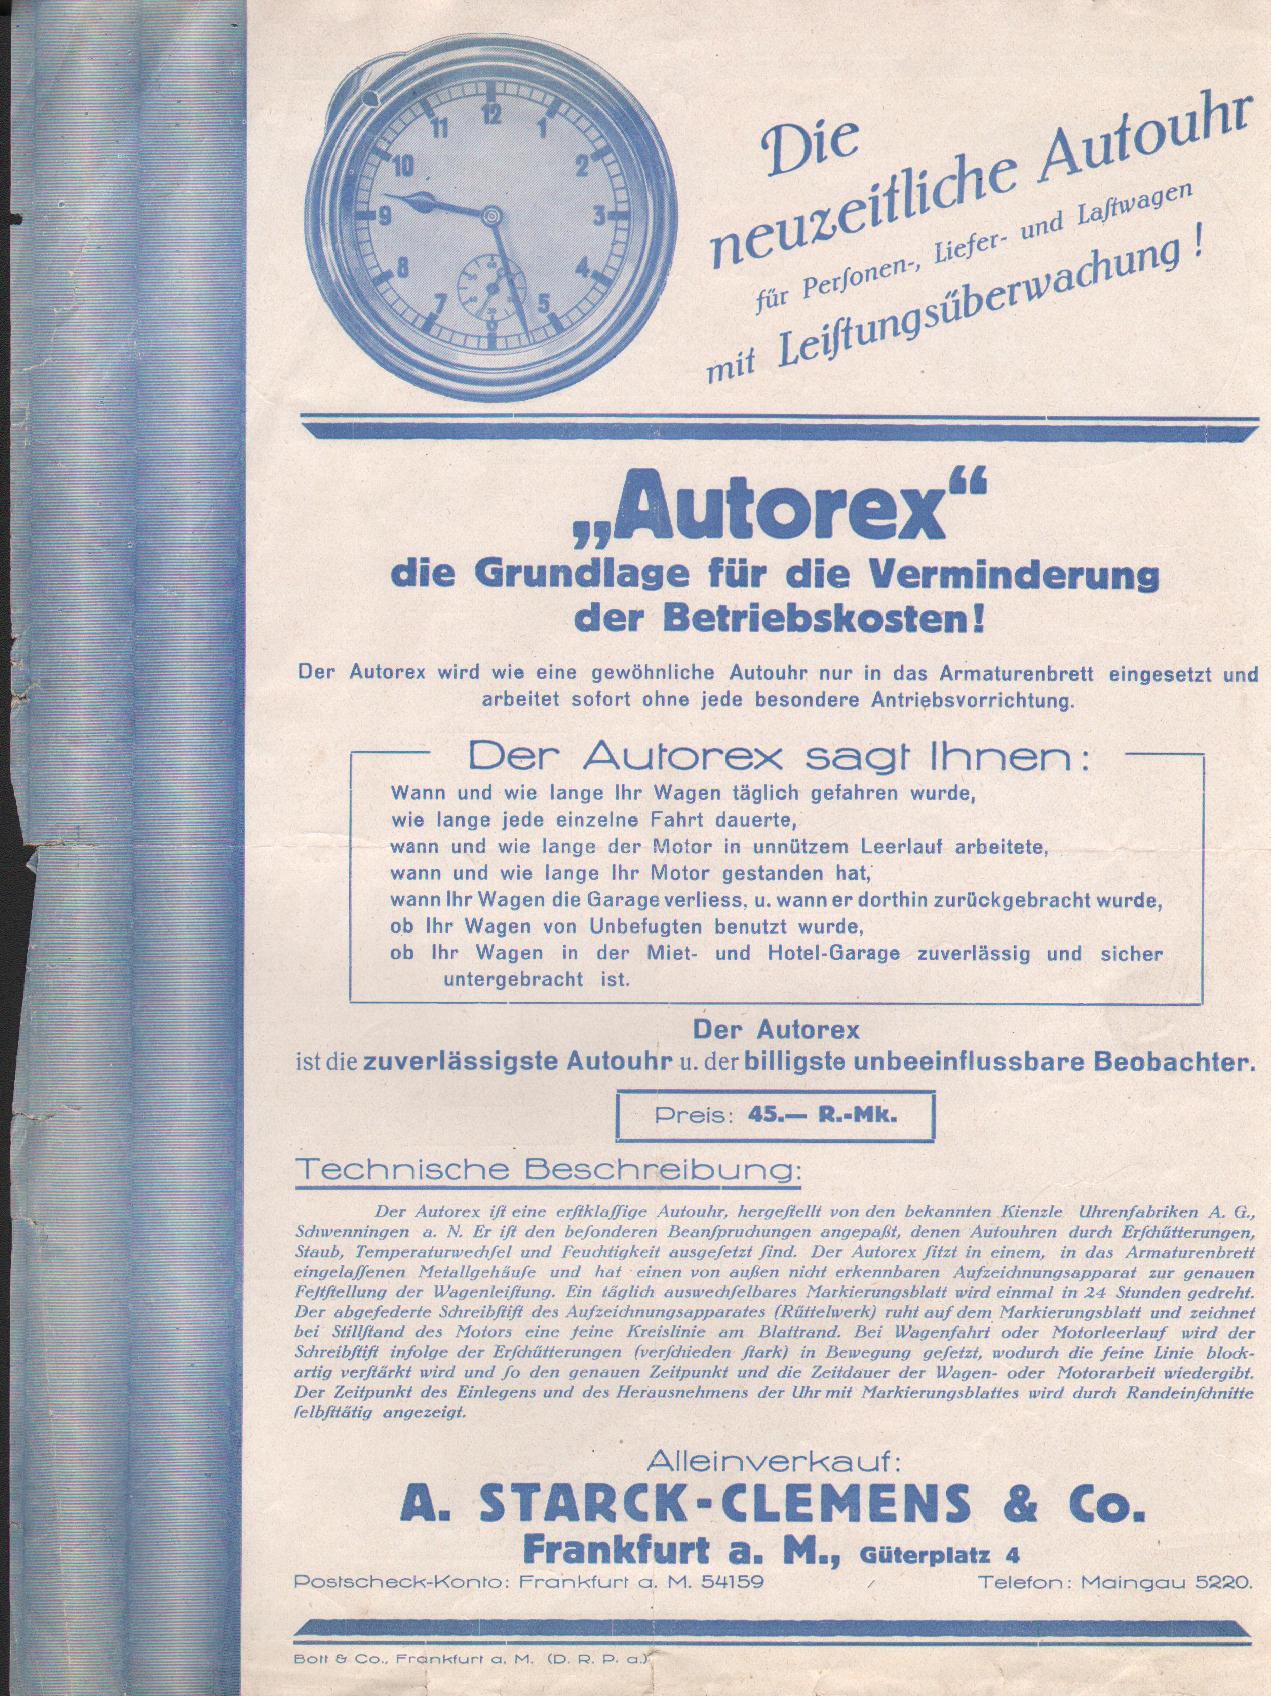 12
11
1
10
2
9
3
8
4
7
5
6
Die
neuzeitliche Autouhr
für Perſonen-, Liefer- und Laſtwagen
mit Leiſtungsüberwachung !
„Autorex“
die Grundlage für die Verminderung
der Betriebskosten!
Der Autorex wird wie eine gewöhnliche Autouhr nur in das Armaturenbrett eingesetzt und
arbeitet sofort ohne jede besondere Antriebsvorrichtung.
Der Autorex sagt Ihnen:
Wann und wie lange Ihr Wagen täglich gefahren wurde,
wie lange jede einzelne Fahrt dauerte,
wann und wie lange der Motor in unnützem Leerlauf arbeitete,
wann und wie lange Ihr Motor gestanden hat,
wann Ihr Wagen die Garage verliess, u. wann er dorthin zurückgebracht wurde,
ob Ihr Wagen von Unbefugten benutzt wurde,
ob Ihr Wagen in der Miet- und Hotel-Garage zuverlässig und sicher
untergebracht ist.
Der Autorex
ist die zuverlässigste Autouhr u. der billigste unbeeinflussbare Beobachter.
Preis: 45.— R.-Mk.
Technische Beschreibung:
Der Autorex iſt eine erſtklaſſige Autouhr, hergeſtellt von den bekannten Kienzle Uhrenfabriken A. G.,
Schwenningen a. N. Er iſt den beſonderen Beanſpruchungen angepaßt, denen Autouhren durch Erſchütterungen,
Staub, Temperaturwechſel und Feuchtigkeit ausgeſetzt ſind. Der Autorex ſitzt in einem, in das Armaturenbrett
eingelaſſenen Metallgehäuſe und hat einen von außen nicht erkennbaren Aufzeichnungsapparat zur genauen
Feſtſtellung der Wagenleiſtung. Ein täglich auswechſelbares Markierungsblatt wird einmal in 24 Stunden gedreht.
Der abgefederte Schreibſtift des Aufzeichnungsapparates (Rüttelwerk) ruht auf dem Markierungsblatt und zeichnet
bei Stillſtand des Motors eine feine Kreislinie am Blattrand. Bei Wagenfahrt oder Motorleerlauf wird der
Schreibſtift infolge der Erſchütterungen (verſchieden ſtark) in Bewegung geſetzt, wodurch die feine Linie block-
artig verſtärkt wird und ſo den genauen Zeitpunkt und die Zeitdauer der Wagen- oder Motorarbeit wiedergibt.
Der Zeitpunkt des Einlegens und des Herausnehmens der Uhr mit Markierungsblattes wird durch Randeinſchnitte
ſelbſttätig angezeigt.
Alleinverkauf:
A. STARCK-CLEMENS & Co.
Frankfurt a. M., Güterplatz 4
Postscheck-Konto: Frankfurt a. M. 54159 Telefon: Maingau 5220.
Bott & Co., Frankfurt a. M. (D. R. P. a.)